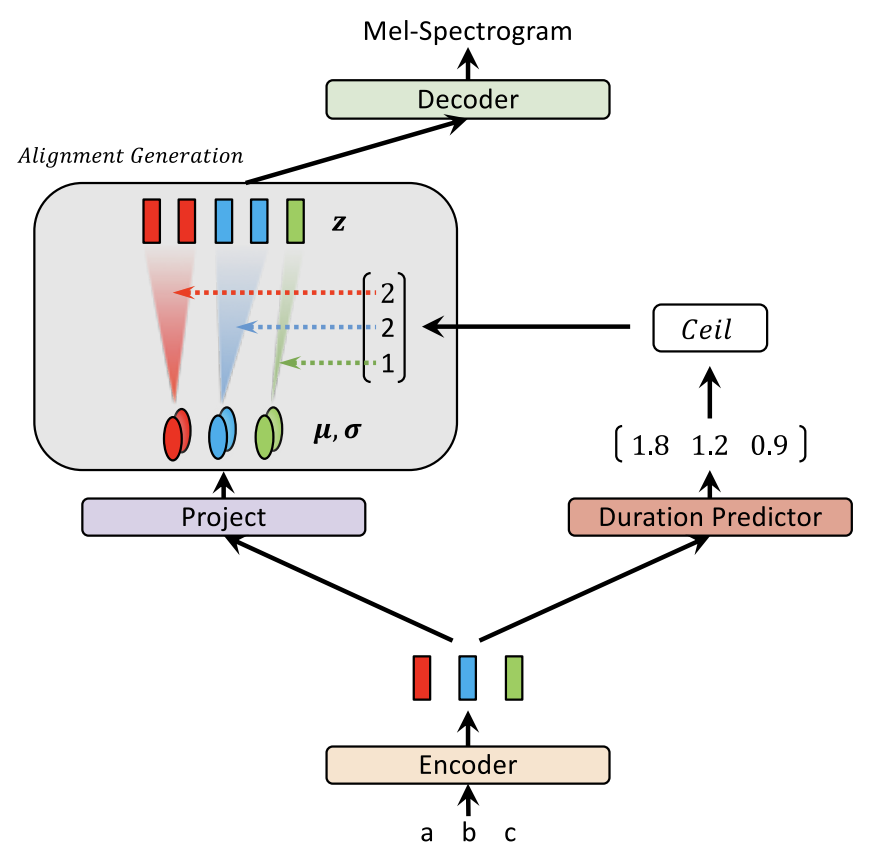 Mel-Spectrogram
Decoder
Alignment Generation
z
2
2
1
μ, σ
Ceil
1.8 1.2 0.9
Project
Duration Predictor
Encoder
a b c